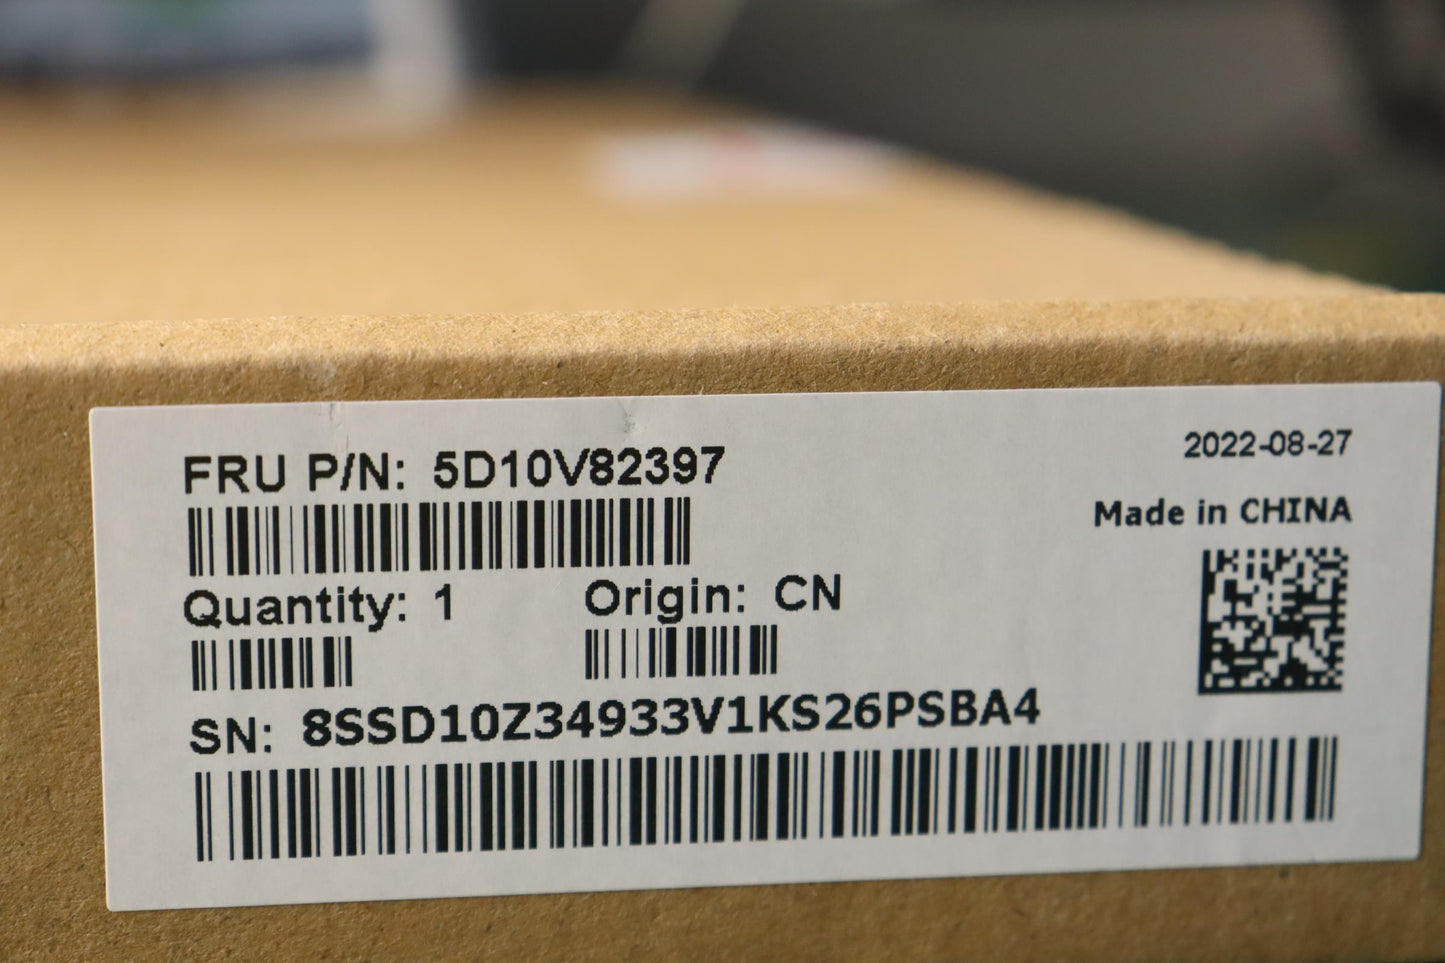 FRU P/N: 5D10V82397
2022-08-27
Made in CHINA
Quantity: 1
Origin: CN
SN: 8SSD10Z34933V1KS26PSBA4